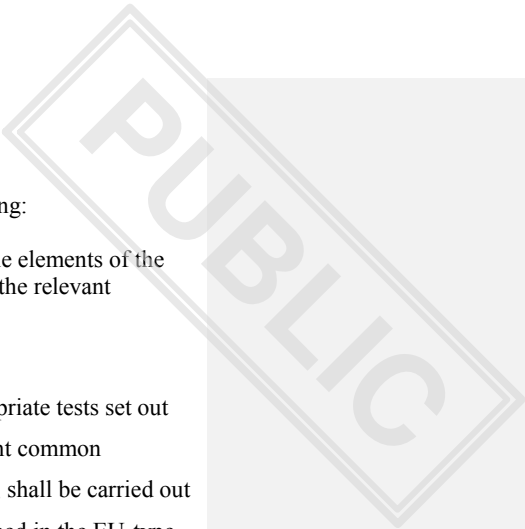 ng:
e elements of the
the relevant
priate tests set out
nt common
shall be carried out
PUBLIC